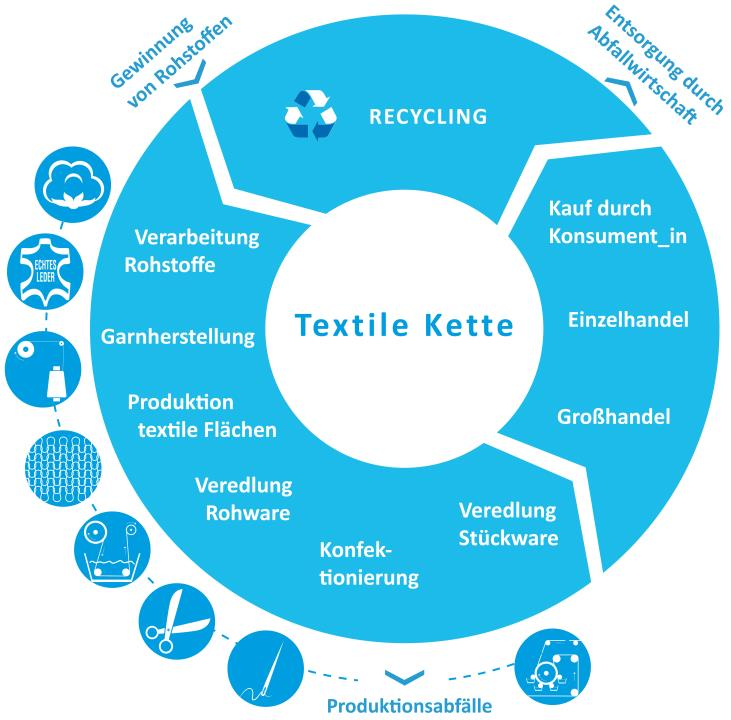 Gewinnung
von Rohstoffen
Entsorgung durch
Abfallwirtschaft
RECYCLING
Kauf durch
Konsument_in
Einzelhandel
Großhandel
Veredlung
Stückware
Konfek-
tionierung
Veredlung
Rohware
Produktion
textile Flächen
Garnherstellung
Verarbeitung
Rohstoffe
Textile Kette
ECHTES
LEDER
Produktionsabfälle